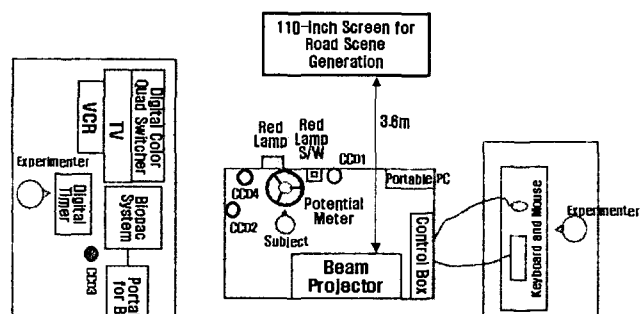 110-Inch Screen for
Road Scene
Generation
3.6m
Digital Color
Quad Switcher
TV
VCR
Experimenter
Digital
Timer
Biopac
System
CCD3
Porta
for B
Red
Lamp
Red
Lamp
S/W
CCD1
CCD4
CCD2
Potential
Meter
Subject
Portable PC
Control Box
Beam
Projector
Keyboard and Mouse
Experimenter